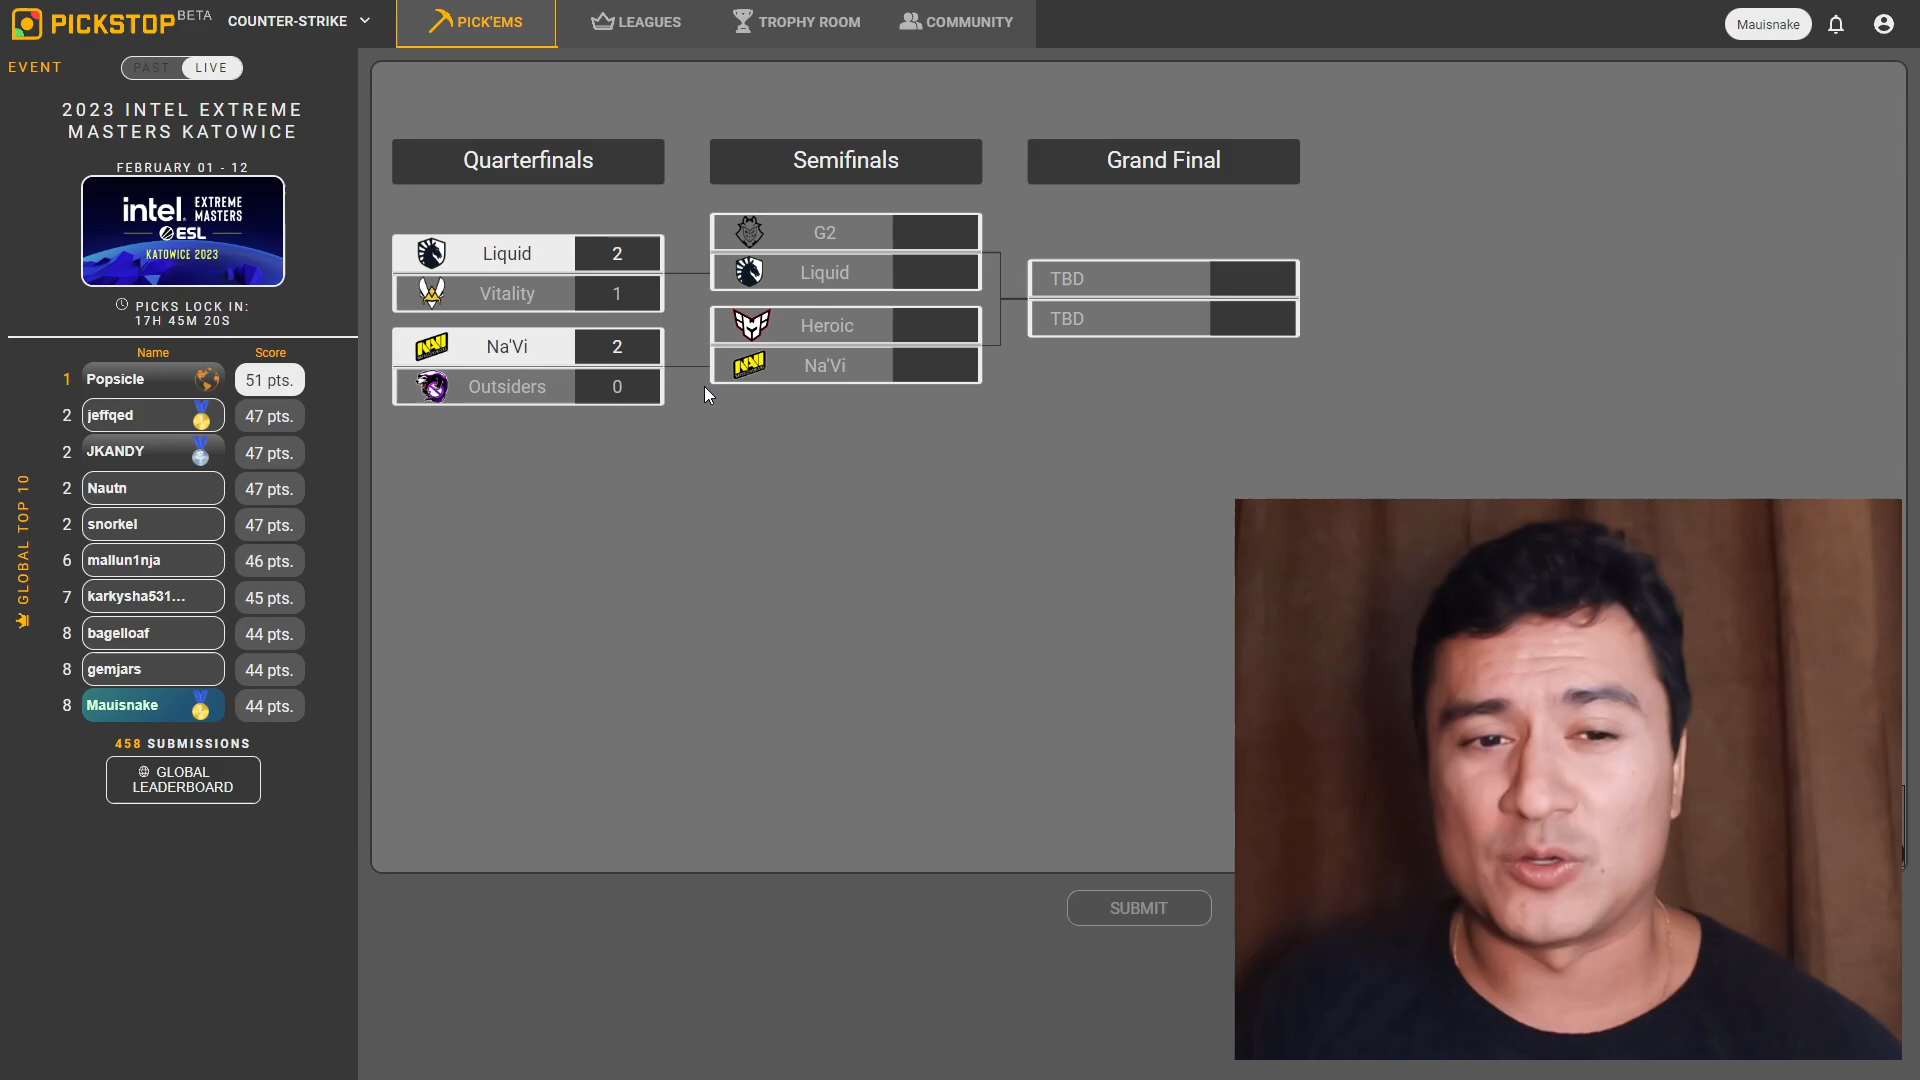 PICKSTOP BETA
COUNTER-STRIKE
PICK'EMS
LEAGUES
TROPHY ROOM
COMMUNITY
Mauisnake
EVENT
PAST LIVE
2023 INTEL EXTREME
MASTERS KATOWICE
FEBRUARY 01 - 12
intel. EXTREME
MASTERS
ESL
KATOWICE 2023
PICKS LOCK IN:
17H 45M 20S
Name Score
1 Popsicle 51 pts.
2 jeffqed 47 pts.
2 JKANDY 47 pts.
2 Nautn 47 pts.
2 snorkel 47 pts.
6 mallun1nja 46 pts.
7 karkysha531... 45 pts.
8 bagelloaf 44 pts.
8 gemjars 44 pts.
8 Mauisnake 44 pts.
GLOBAL TOP 10
458 SUBMISSIONS
GLOBAL
LEADERBOARD
Quarterfinals
Liquid 2
Vitality 1
NAVI Na'Vi 2
Outsiders 0
Semifinals
G2
Liquid
Heroic
NAVI Na'Vi
Grand Final
TBD
TBD
SUBMIT